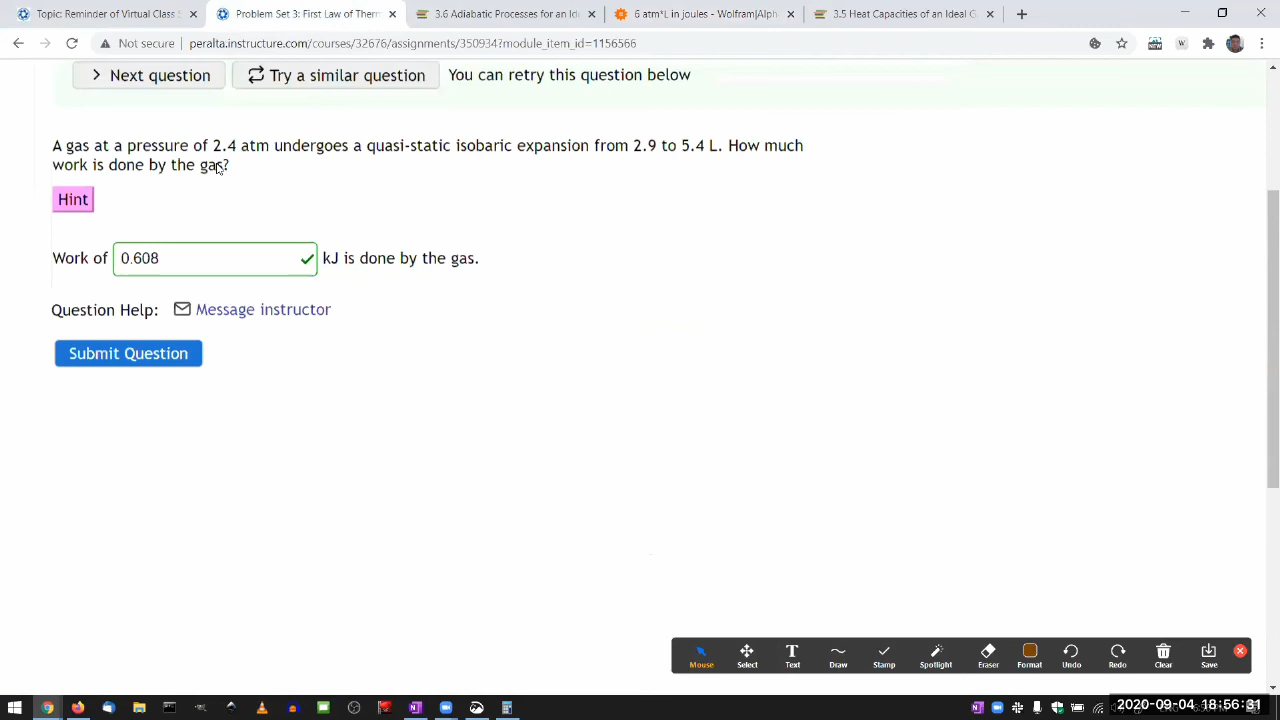 Topic: Reminder of Virtual Class S
Problem Set 3: First Law of Therm
3.6 Adiabatic Processes for an Id
6 atm*L in joules - Wolfram|Alph
3.5 Heat Capacities of an Ideal G
Not secure
peralta.instructure.com/courses/32676/assignments/350934?module_item_id=1156566
Next question
Try a similar question
You can retry this question below
A gas at a pressure of 2.4 atm undergoes a quasi-static isobaric expansion from 2.9 to 5.4 L. How much
work is done by the gas?
Hint
Work of 0.608 kJ is done by the gas.
Question Help: Message instructor
Submit Question
Mouse
Select
Text
Draw
Stamp
Spotlight
Eraser
Format
Undo
Redo
Clear
Save
2020-09-04 18:56:31